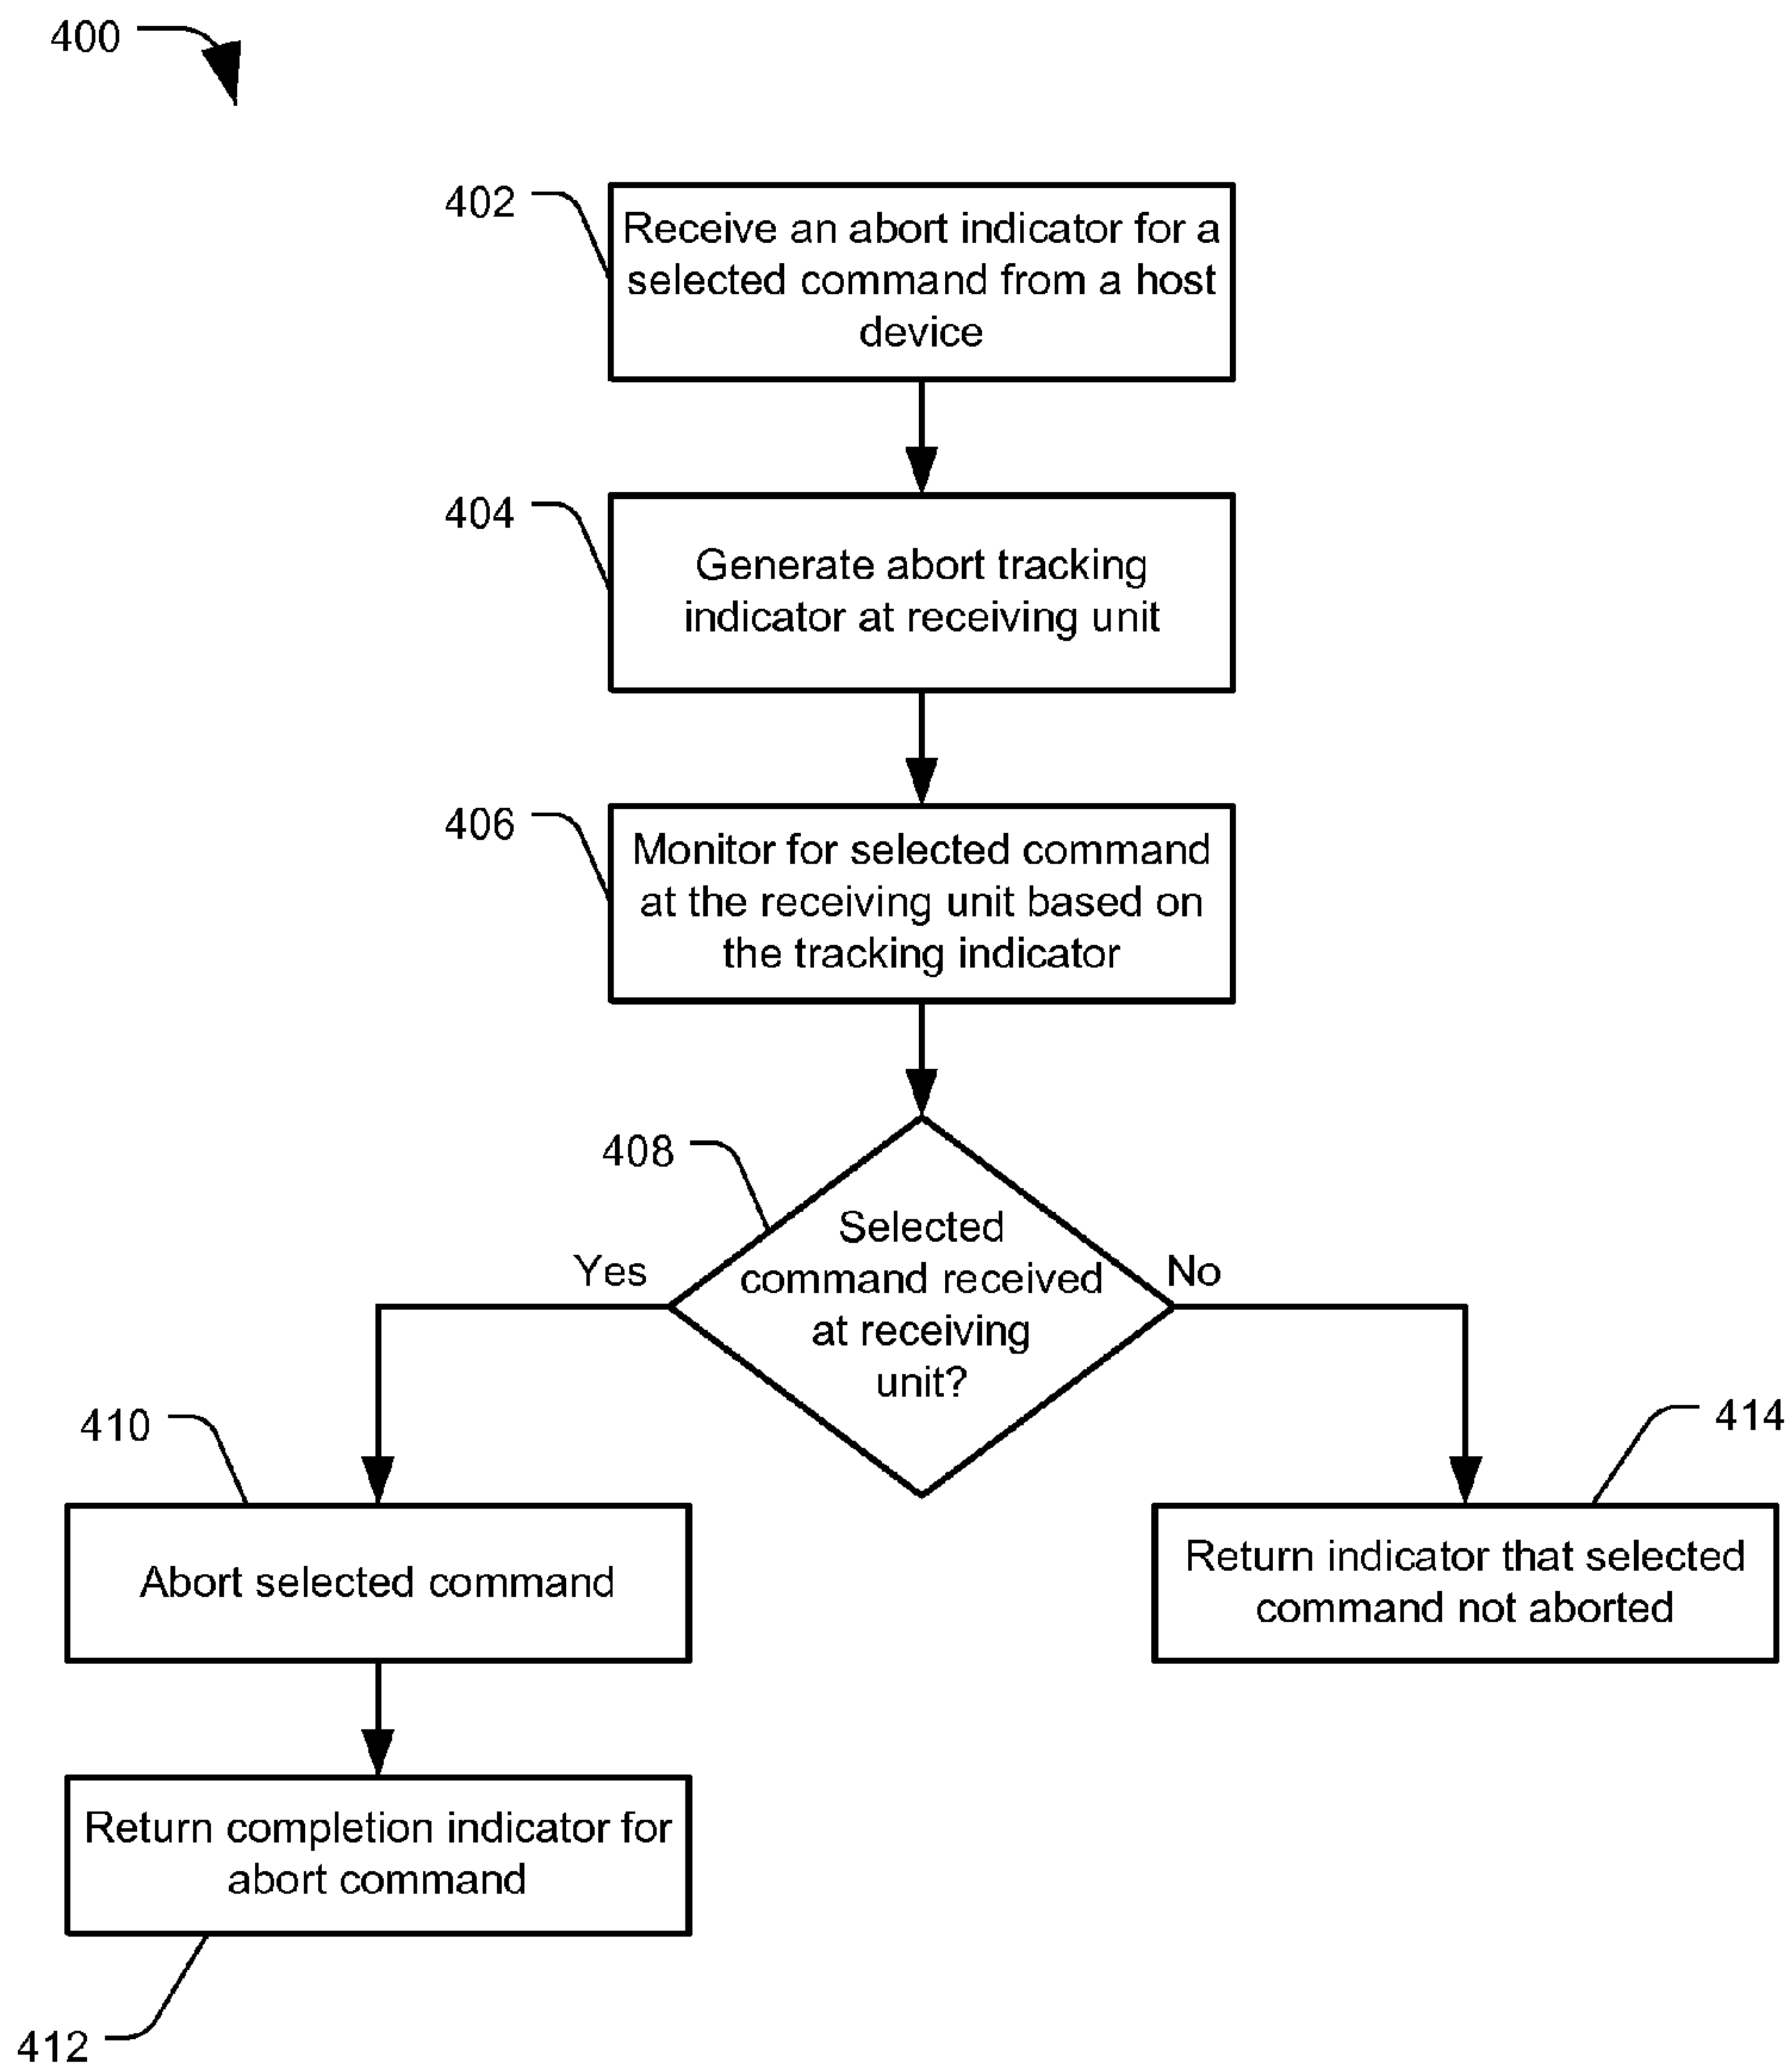 400
402
Receive an abort indicator for a
selected command from a host
device
404
Generate abort tracking
indicator at receiving unit
406
Monitor for selected command
at the receiving unit based on
the tracking indicator
408
Selected
command received
at receiving
unit?
Yes
No
410
Abort selected command
414
Return indicator that selected
command not aborted
Return completion indicator for
abort command
412